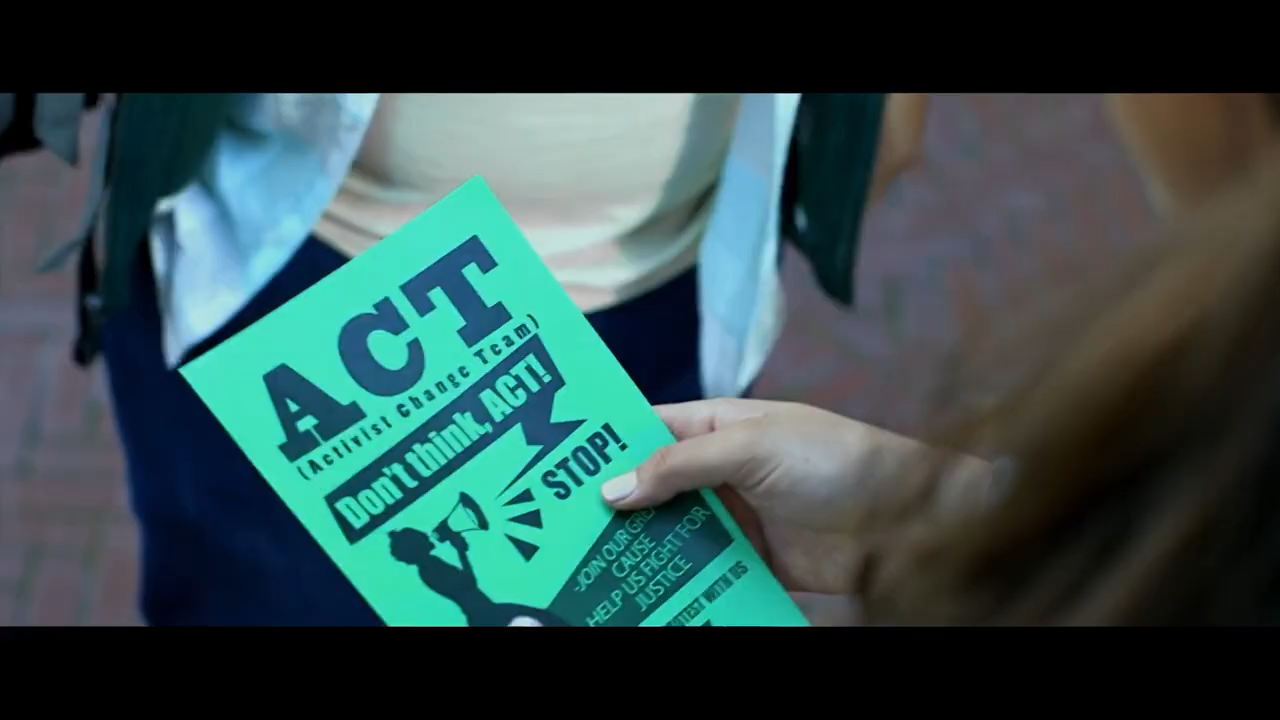 ACT
(Activist Change Team)
Don't think, ACT!
STOP!
-JOIN OUR
CAUSE
HELP US FIGHT FOR
JUSTICE
WITH US